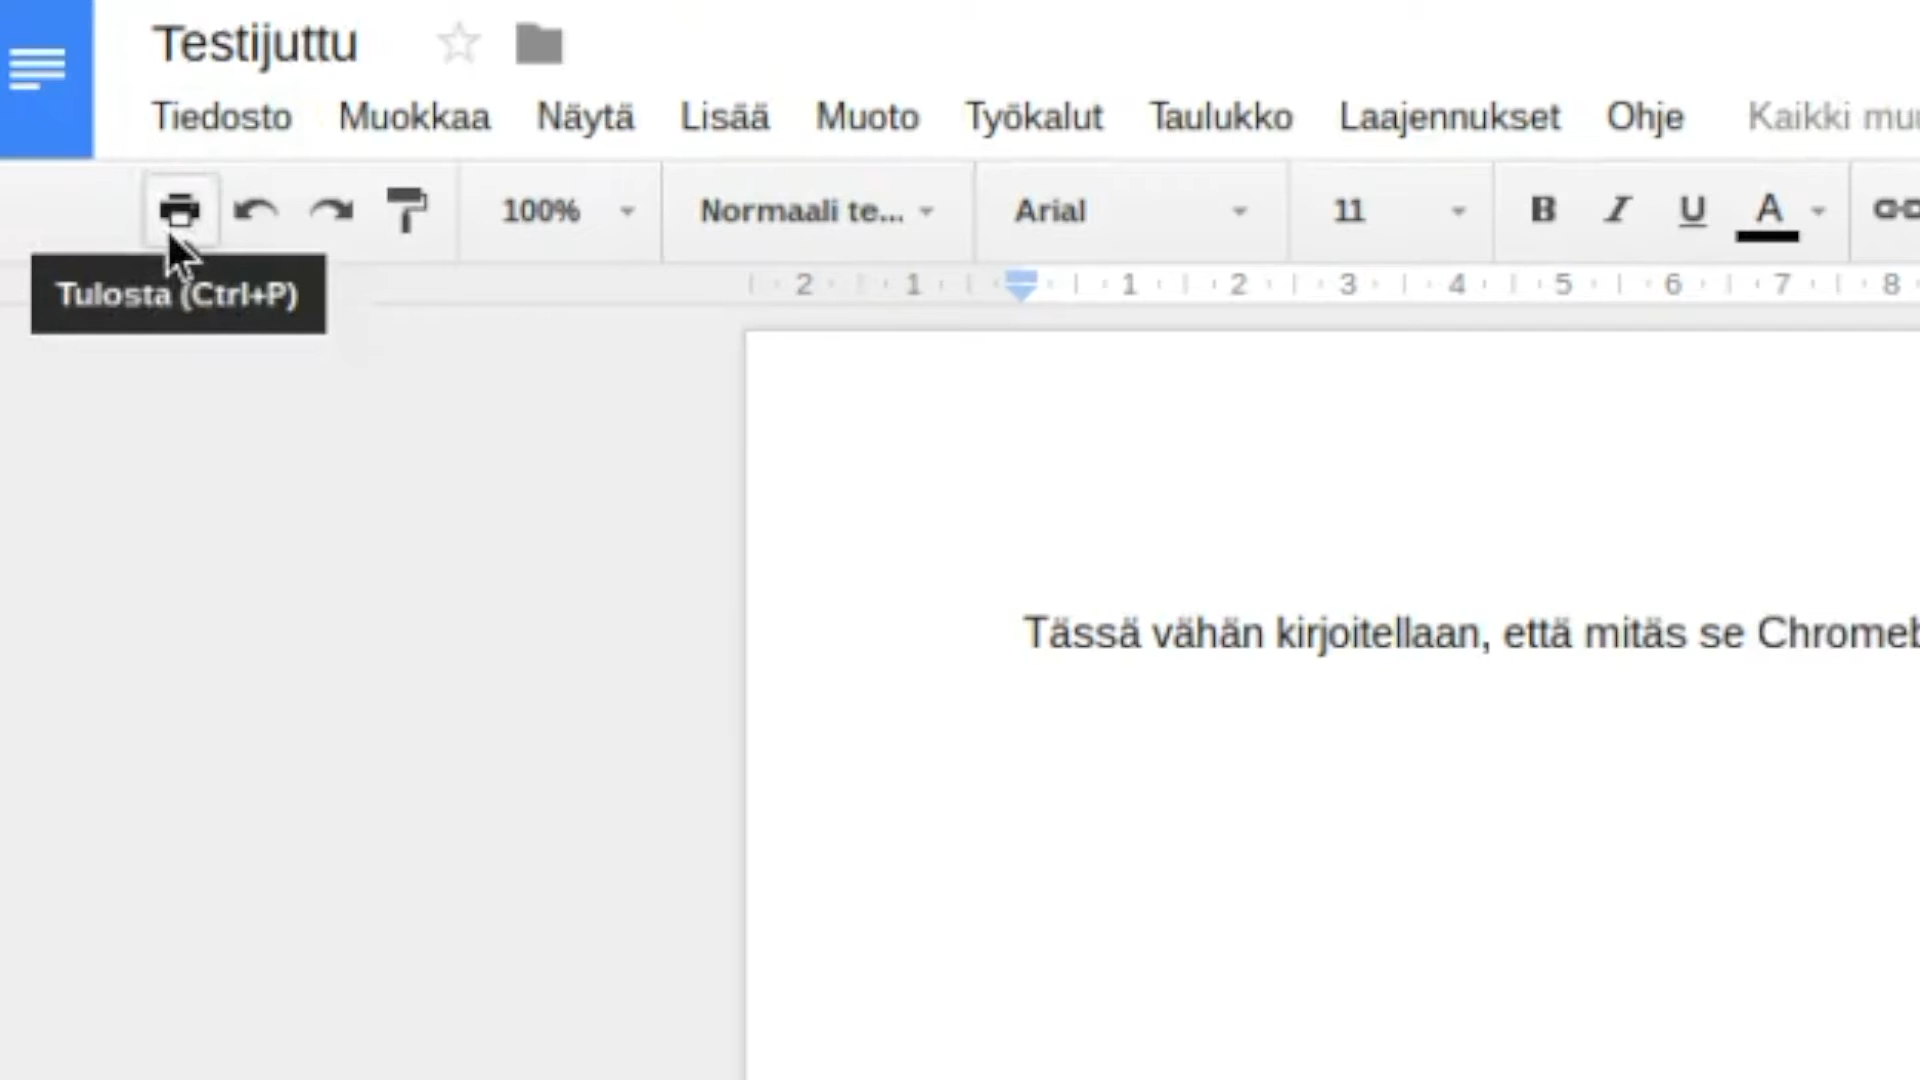 Testijuttu
Tiedosto Muokkaa Näytä Lisää Muoto Työkalut Taulukko Laajennukset Ohje Kaikki
100% Normaali te... Arial 11 B I U A
Tulosta (Ctrl+P)
2 1 1 2 3 4 5 6 7 8
Tässä vähän kirjoitellaan, että mitäs se